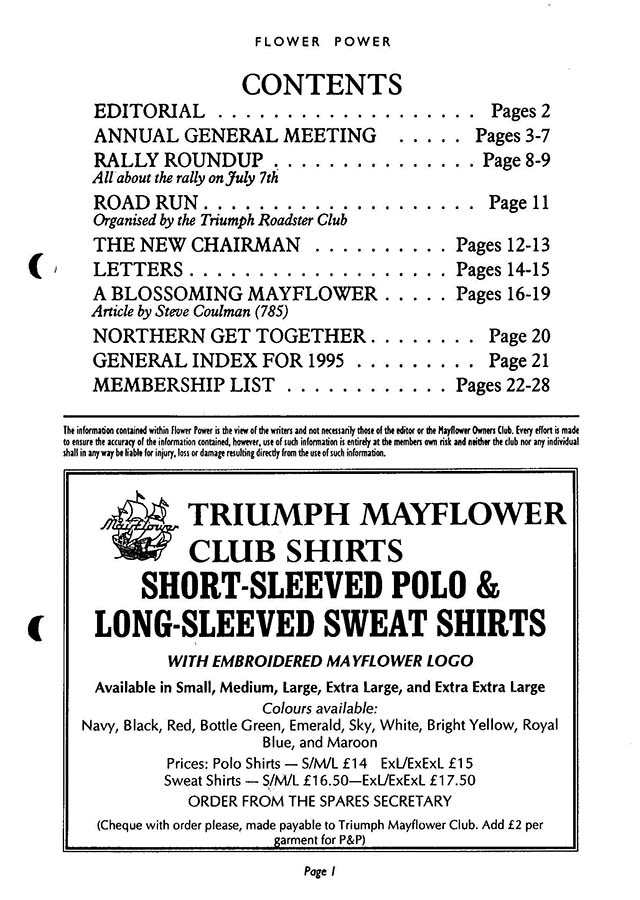 FLOWER POWER
CONTENTS
EDITORIAL . . . . . . . . . . . . . . . . . . . Pages 2
ANNUAL GENERAL MEETING . . . . . Pages 3-7
RALLY ROUNDUP . . . . . . . . . . . . . . . Page 8-9
All about the rally on July 7th
ROAD RUN . . . . . . . . . . . . . . . . . . . . Page 11
Organised by the Triumph Roadster Club
THE NEW CHAIRMAN . . . . . . . . . . Pages 12-13
LETTERS . . . . . . . . . . . . . . . . . . . Pages 14-15
A BLOSSOMING MAYFLOWER . . . . . Pages 16-19
Article by Steve Coulman (785)
NORTHERN GET TOGETHER . . . . . . . . Page 20
GENERAL INDEX FOR 1995 . . . . . . . . . Page 21
MEMBERSHIP LIST . . . . . . . . . . . . Pages 22-28
The information contained within Flower Power is the view of the writers and not necessarily those of the editor or the Mayflower Owners Club. Every effort is made
to ensure the accuracy of the information contained, however, use of such information is entirely at the members own risk and neither the club nor any individual
shall in any way be liable for injury, loss or damage resulting directly from the use of such information.
Mayflower
TRIUMPH MAYFLOWER
CLUB SHIRTS
SHORT-SLEEVED POLO &
LONG-SLEEVED SWEAT SHIRTS
WITH EMBROIDERED MAYFLOWER LOGO
Available in Small, Medium, Large, Extra Large, and Extra Extra Large
Colours available:
Navy, Black, Red, Bottle Green, Emerald, Sky, White, Bright Yellow, Royal
Blue, and Maroon
Prices: Polo Shirts — S/M/L £14 ExL/ExExL £15
Sweat Shirts — S/M/L £16.50—ExL/ExExL £17.50
ORDER FROM THE SPARES SECRETARY
(Cheque with order please, made payable to Triumph Mayflower Club. Add £2 per
garment for P&P)
Page 1